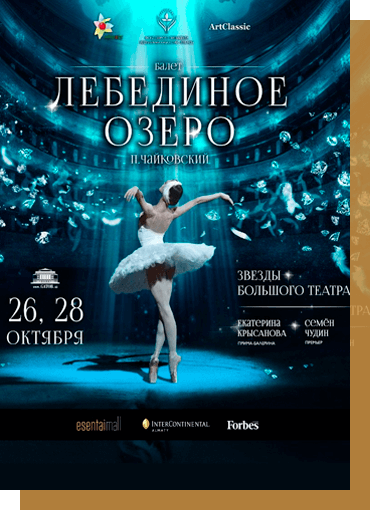 ArtClassic
БАЛЕТ
ЛЕБЕДИНОЕ
ОЗЕРО
П.ЧАЙКОВСКИЙ
ЗВЕЗДЫ
БОЛЬШОГО ТЕАТРА
26, 28
ОКТЯБРЯ
ЕКАТЕРИНА
КРЫСАНОВА
ПРИМА-БАЛЕРИНА
СЕМЁН
ЧУДИН
ПРЕМЬЕР
esentaimall
INTERCONTINENTAL
ALMATY
Forbes